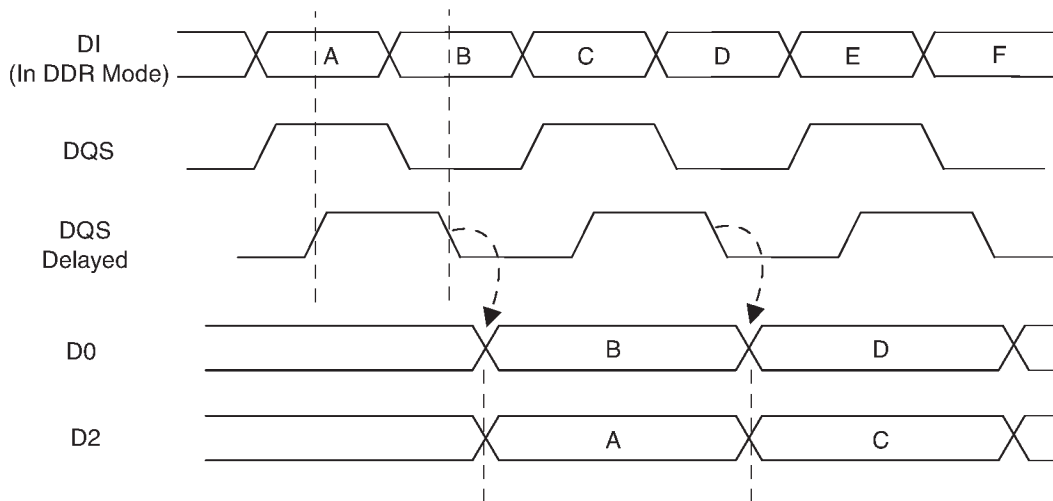 DI
(In DDR Mode)
A B C D E F
DQS
DQS
Delayed
D0
B D
D2
A C